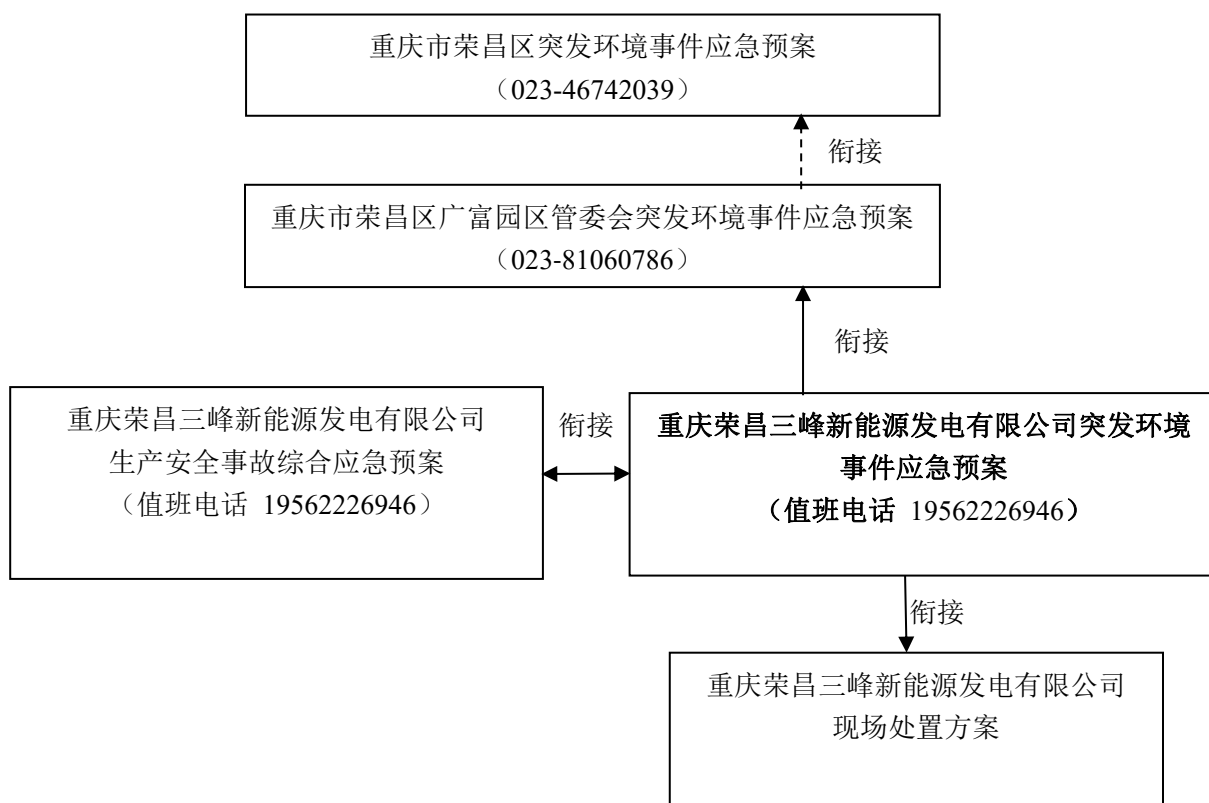 重庆市荣昌区突发环境事件应急预案
（023-46742039）
衔接
重庆市荣昌区广富园区管委会突发环境事件应急预案
（023-81060786）
衔接
重庆荣昌三峰新能源发电有限公司
生产安全事故综合应急预案
（值班电话 19562226946）
衔接
重庆荣昌三峰新能源发电有限公司突发环境
事件应急预案
（值班电话 19562226946）
衔接
重庆荣昌三峰新能源发电有限公司
现场处置方案